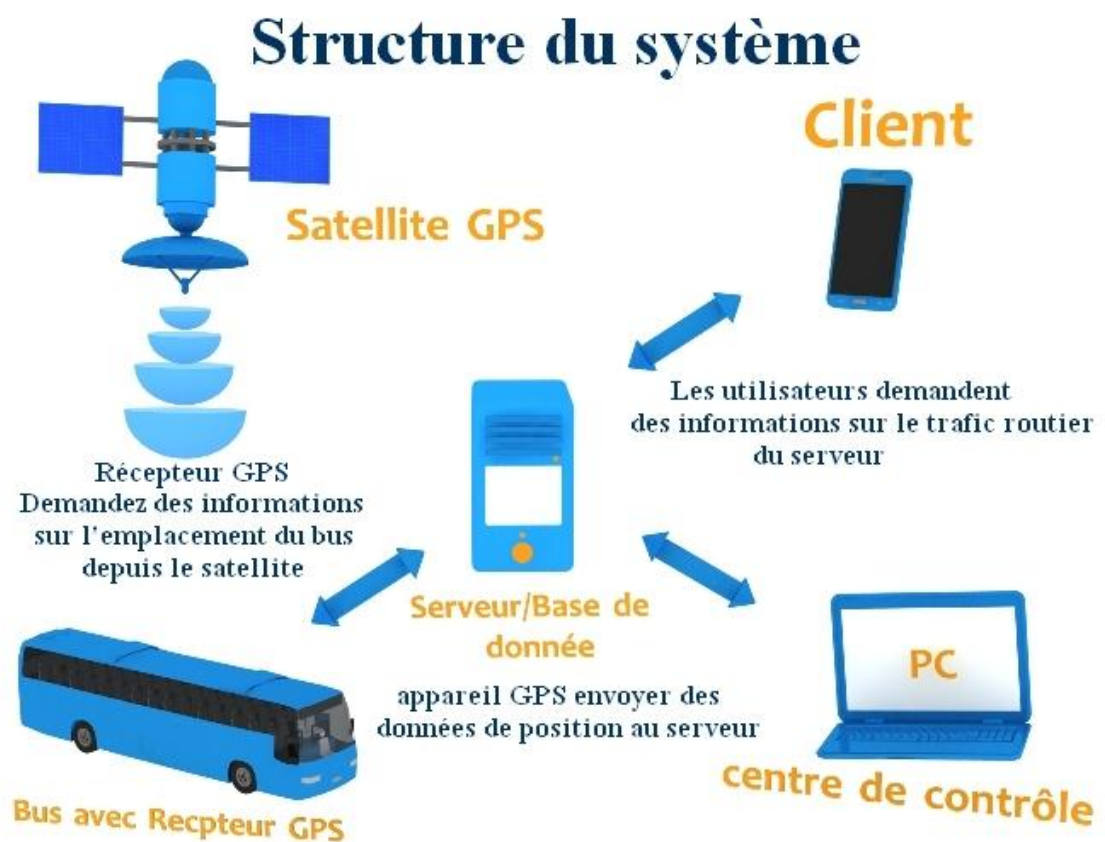 Structure du système
Client
Satellite GPS
Les utilisateurs demandent
des informations sur le trafic routier
du serveur
Récepteur GPS
Demandez des informations
sur l'emplacement du bus
depuis le satellite
Serveur/Base de
donnée
PC
appareil GPS envoyer des
données de position au serveur
centre de contrôle
Bus avec Recpteur GPS